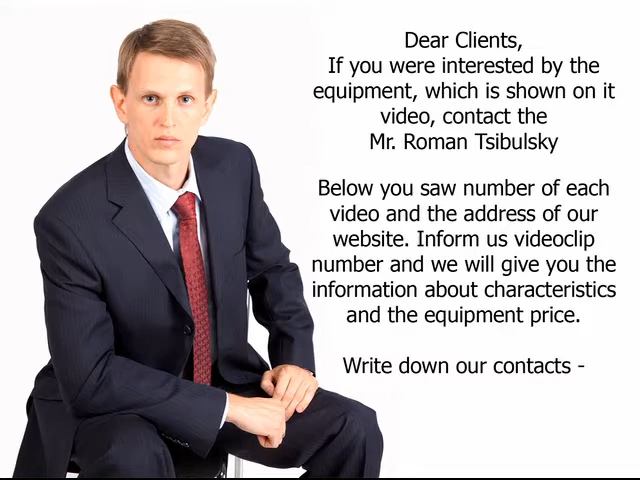 Dear Clients,
If you were interested by the
equipment, which is shown on it
video, contact the
Mr. Roman Tsibulsky
Below you saw number of each
video and the address of our
website. Inform us videoclip
number and we will give you the
information about characteristics
and the equipment price.
Write down our contacts -